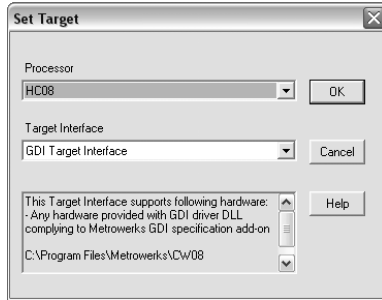 Set Target
Processor
HC08
OK
Target Interface
GDI Target Interface
Cancel
This Target Interface supports following hardware:
- Any hardware provided with GDI driver DLL
complying to Metrowerks GDI specification add-on
C:\Program Files\Metrowerks\CW08
Help